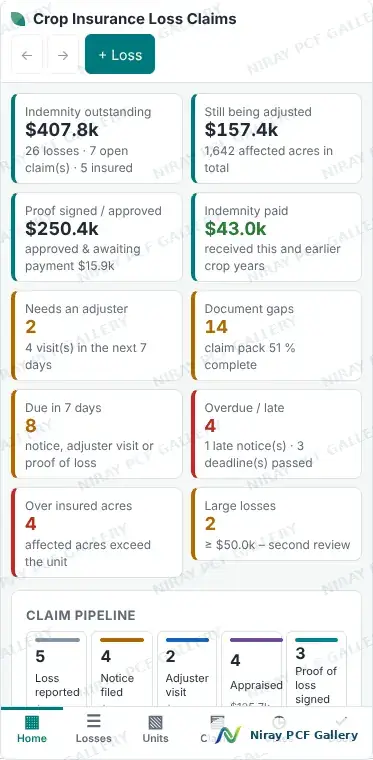 Crop Insurance Loss Claims
← → + Loss
Indemnity outstanding
$407.8k
26 losses · 7 open
claim(s) · 5 insured
Still being adjusted
$157.4k
1,642 affected acres in
total
Proof signed / approved
$250.4k
approved & awaiting
payment $15.9k
Indemnity paid
$43.0k
received this and earlier
crop years
Needs an adjuster
2
4 visit(s) in the next 7
days
Document gaps
14
claim pack 51 %
complete
Due in 7 days
8
notice, adjuster visit or
proof of loss
Overdue / late
4
1 late notice(s) · 3
deadline(s) passed
Over insured acres
4
affected acres exceed
the unit
Large losses
2
≥ $50.0k – second review
CLAIM PIPELINE
5
Loss
reported
4
Notice
filed
2
Adjuster
visit
4
Appraised
3
Proof of
loss
signed
Home
Losses
Units
Niray PCF Gallery
NIRAY PCF GALLERY